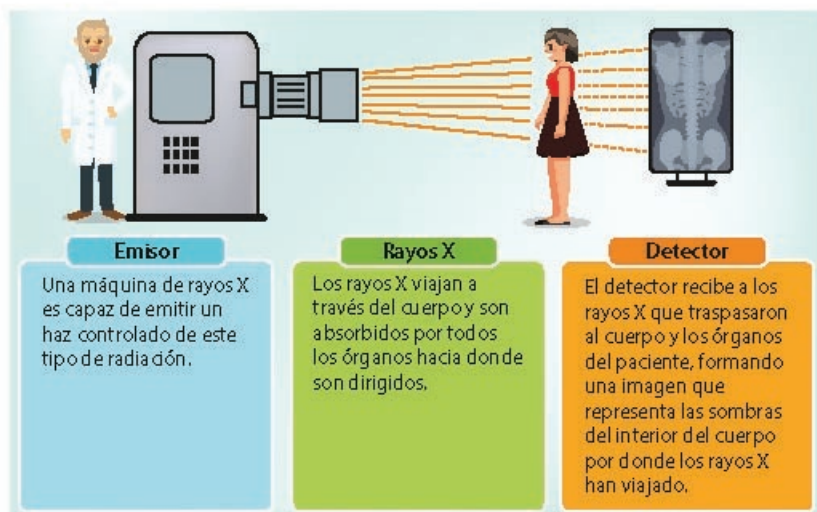 Emisor
Una máquina de rayos X
es capaz de emitir un
haz controlado de este
tipo de radiación.
Rayos X
Los rayos X viajan a
través del cuerpo y son
absorbidos por todos
los órganos hacia donde
son dirigidos.
Detector
El detector recibe a los
rayos X que traspasaron
al cuerpo y los órganos
del paciente, formando
una imagen que
representa las sombras
del interior del cuerpo
por donde los rayos X
han viajado.